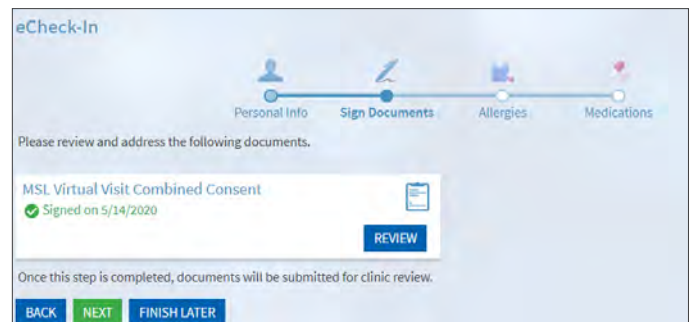 eCheck-In
Personal Info Sign Documents Allergies Medications
Please review and address the following documents.
MSL Virtual Visit Combined Consent
Signed on 5/14/2020
REVIEW
Once this step is completed, documents will be submitted for clinic review.
BACK NEXT FINISH LATER